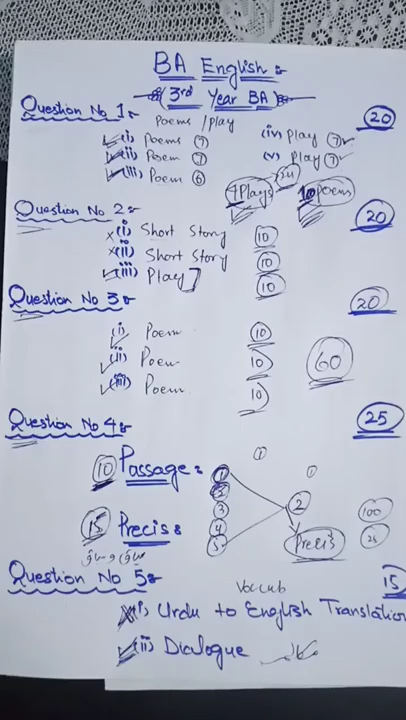 BA English:-
(3rd Year BA)
Question No 1:- 20
Poems / play
(i) Poems 7 (iv) Play 7
(ii) Poem 7 (v) Play 7
(iii) Poem 6
4 Plays 10 Poems
Question No 2:- 20
x (i) Short Story 10
x (ii) Short Story 10
(iii) Play] 10
Question No 3:- 20
(i) Poem 10
(ii) Poem 10 60
(iii) Poem 10
Question No 4:- 25
10 Passage:-
1
2
3 2 100
15 Precis:- 4 Precis 25
5
Question No 5:- 15
Vocub
x (i) Urdu to English Translation
(ii) Dialogue مکالمہ